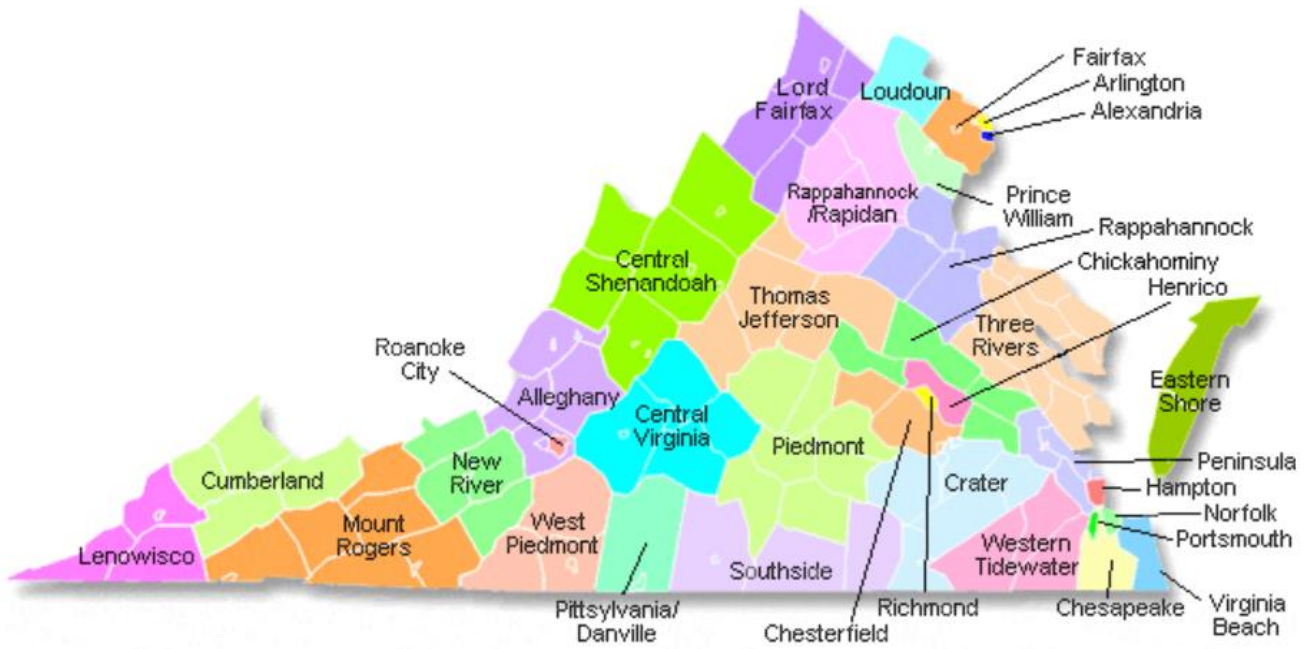 Lord
Fairfax
Loudoun
Fairfax
Arlington
Alexandria
Prince
William
Rappahannock
/Rapidan
Rappahannock
Chickahominy
Henrico
Central
Shenandoah
Thomas
Jefferson
Three
Rivers
Eastern
Shore
Roanoke
City
Alleghany
Central
Virginia
Piedmont
Cumberland
New
River
Crater
Peninsula
Hampton
Norfolk
Portsmouth
Lenowisco
Mount
Rogers
West
Piedmont
Southside
Western
Tidewater
Pittsylvania/
Danville
Chesterfield
Richmond
Chesapeake
Virginia
Beach